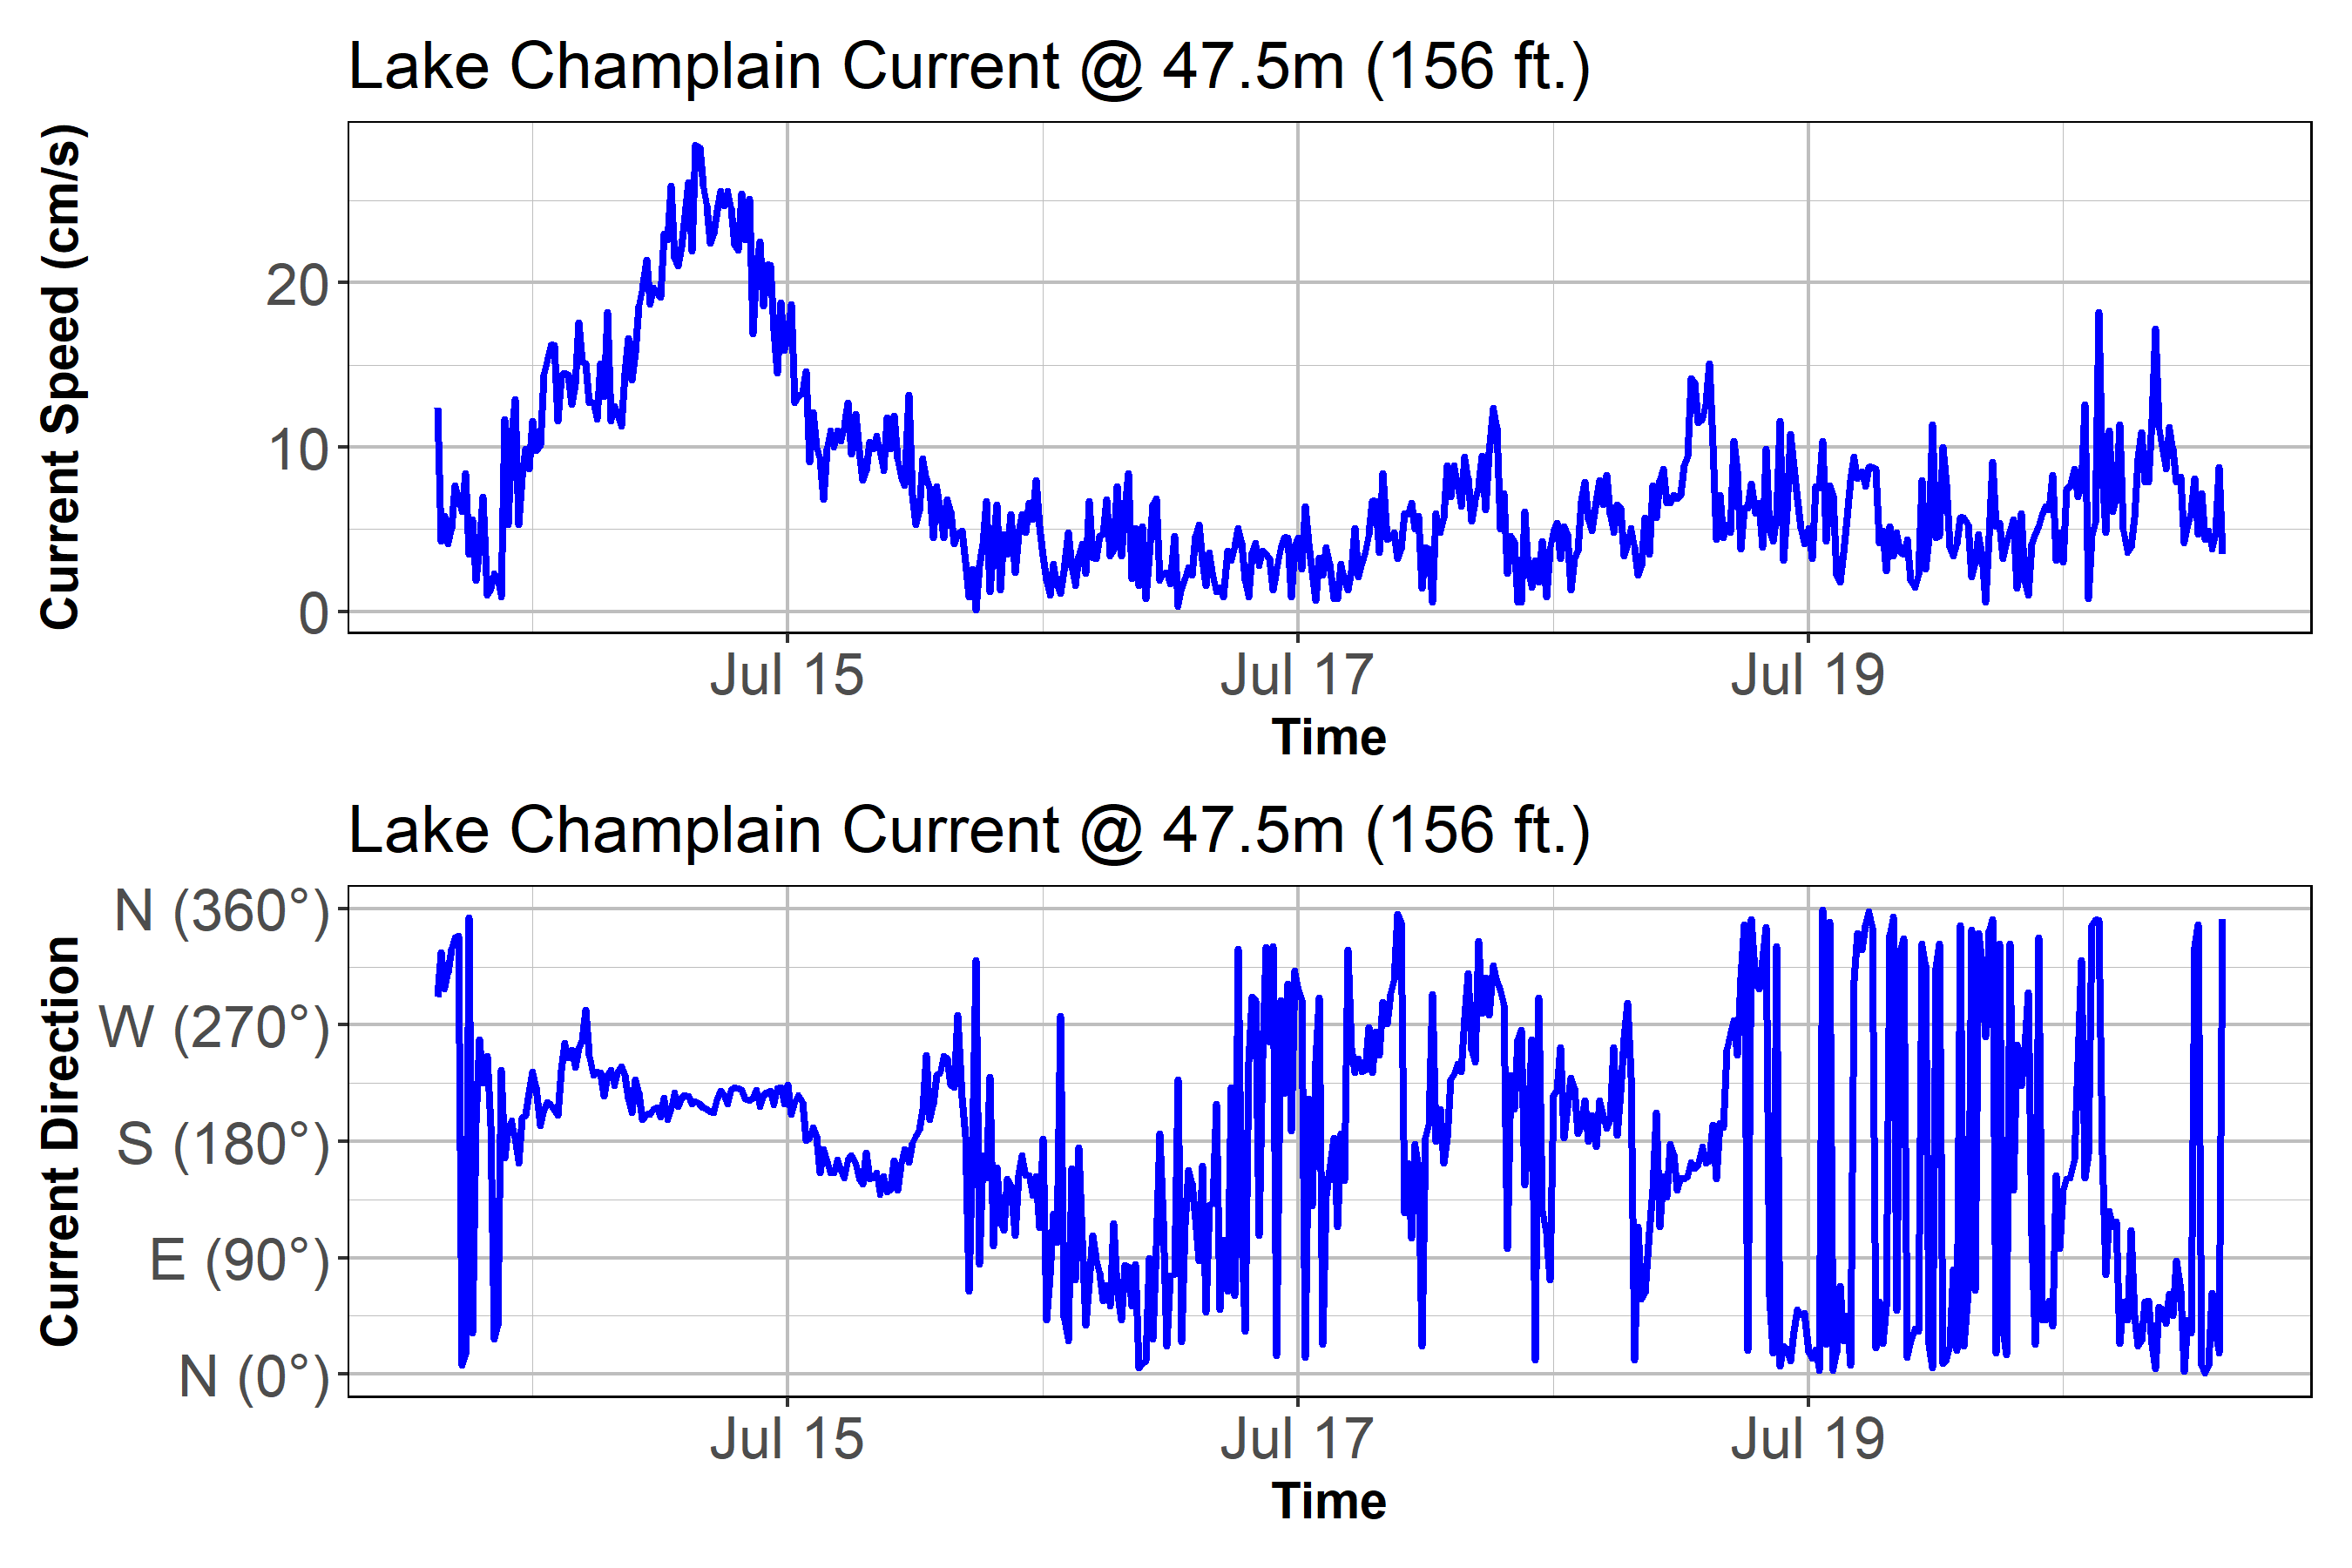 Lake Champlain Current @ 47.5m (156 ft.)
Current Speed (cm/s)
20
10
0
Jul 15 Jul 17 Jul 19
Time
Lake Champlain Current @ 47.5m (156 ft.)
Current Direction
N (360°)
W (270°)
S (180°)
E (90°)
N (0°)
Jul 15 Jul 17 Jul 19
Time